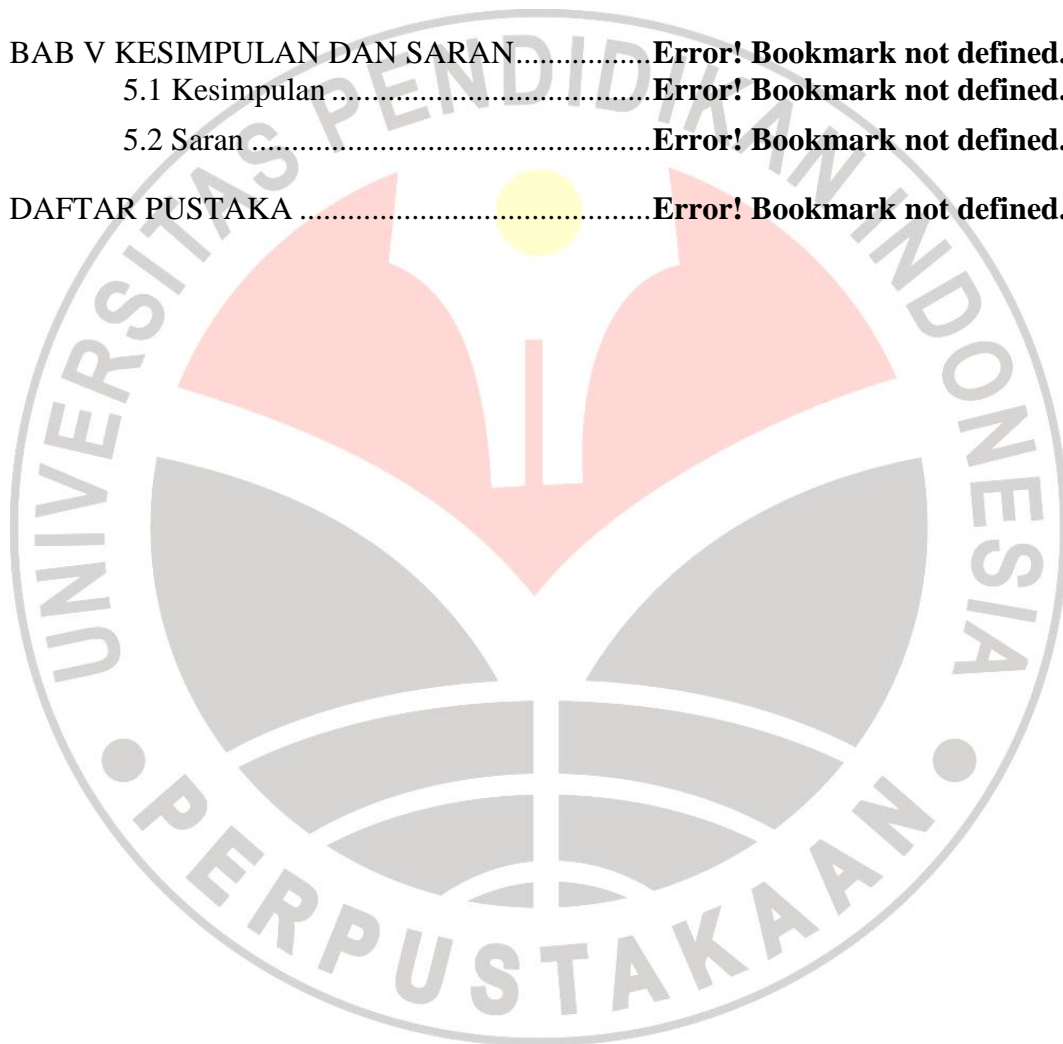 BAB V KESIMPULAN DAN SARAN.................Error! Bookmark not defined.
5.1 Kesimpulan ........................................Error! Bookmark not defined.
5.2 Saran ..................................................Error! Bookmark not defined.
DAFTAR PUSTAKA ............................................Error! Bookmark not defined.
UNIVERSITAS PENDIDIKAN INDONESIA
PERPUSTAKAAN